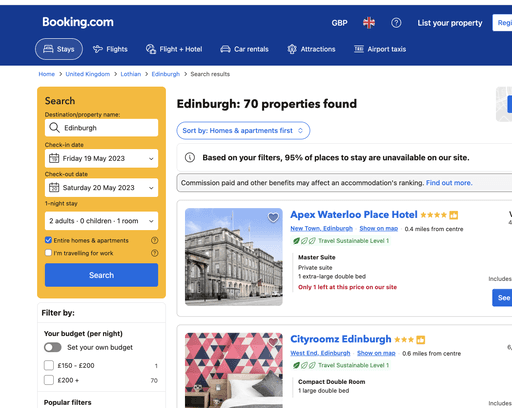 Booking.com
GBP
List your property
Regi
Stays
Flights
Flight + Hotel
Car rentals
Attractions
Airport taxis
Home > United Kingdom > Lothian > Edinburgh > Search results
Search
Destination/property name:
Edinburgh
Check-in date
Friday 19 May 2023
Check-out date
Saturday 20 May 2023
1-night stay
2 adults · 0 children · 1 room
Entire homes & apartments
I'm travelling for work
Search
Filter by:
Your budget (per night)
Set your own budget
£150 - £200 1
£200 + 70
Popular filters
Edinburgh: 70 properties found
Sort by: Homes & apartments first
Based on your filters, 95% of places to stay are unavailable on our site.
Commission paid and other benefits may affect an accommodation's ranking. Find out more.
Apex Waterloo Place Hotel
New Town, Edinburgh Show on map 0.4 miles from centre
Travel Sustainable Level 1
Master Suite
Private suite
1 extra-large double bed
Only 1 left at this price on our site
Includes
See
Cityroomz Edinburgh
West End, Edinburgh Show on map 0.6 miles from centre
Travel Sustainable Level 1
Compact Double Room
1 large double bed
Includes